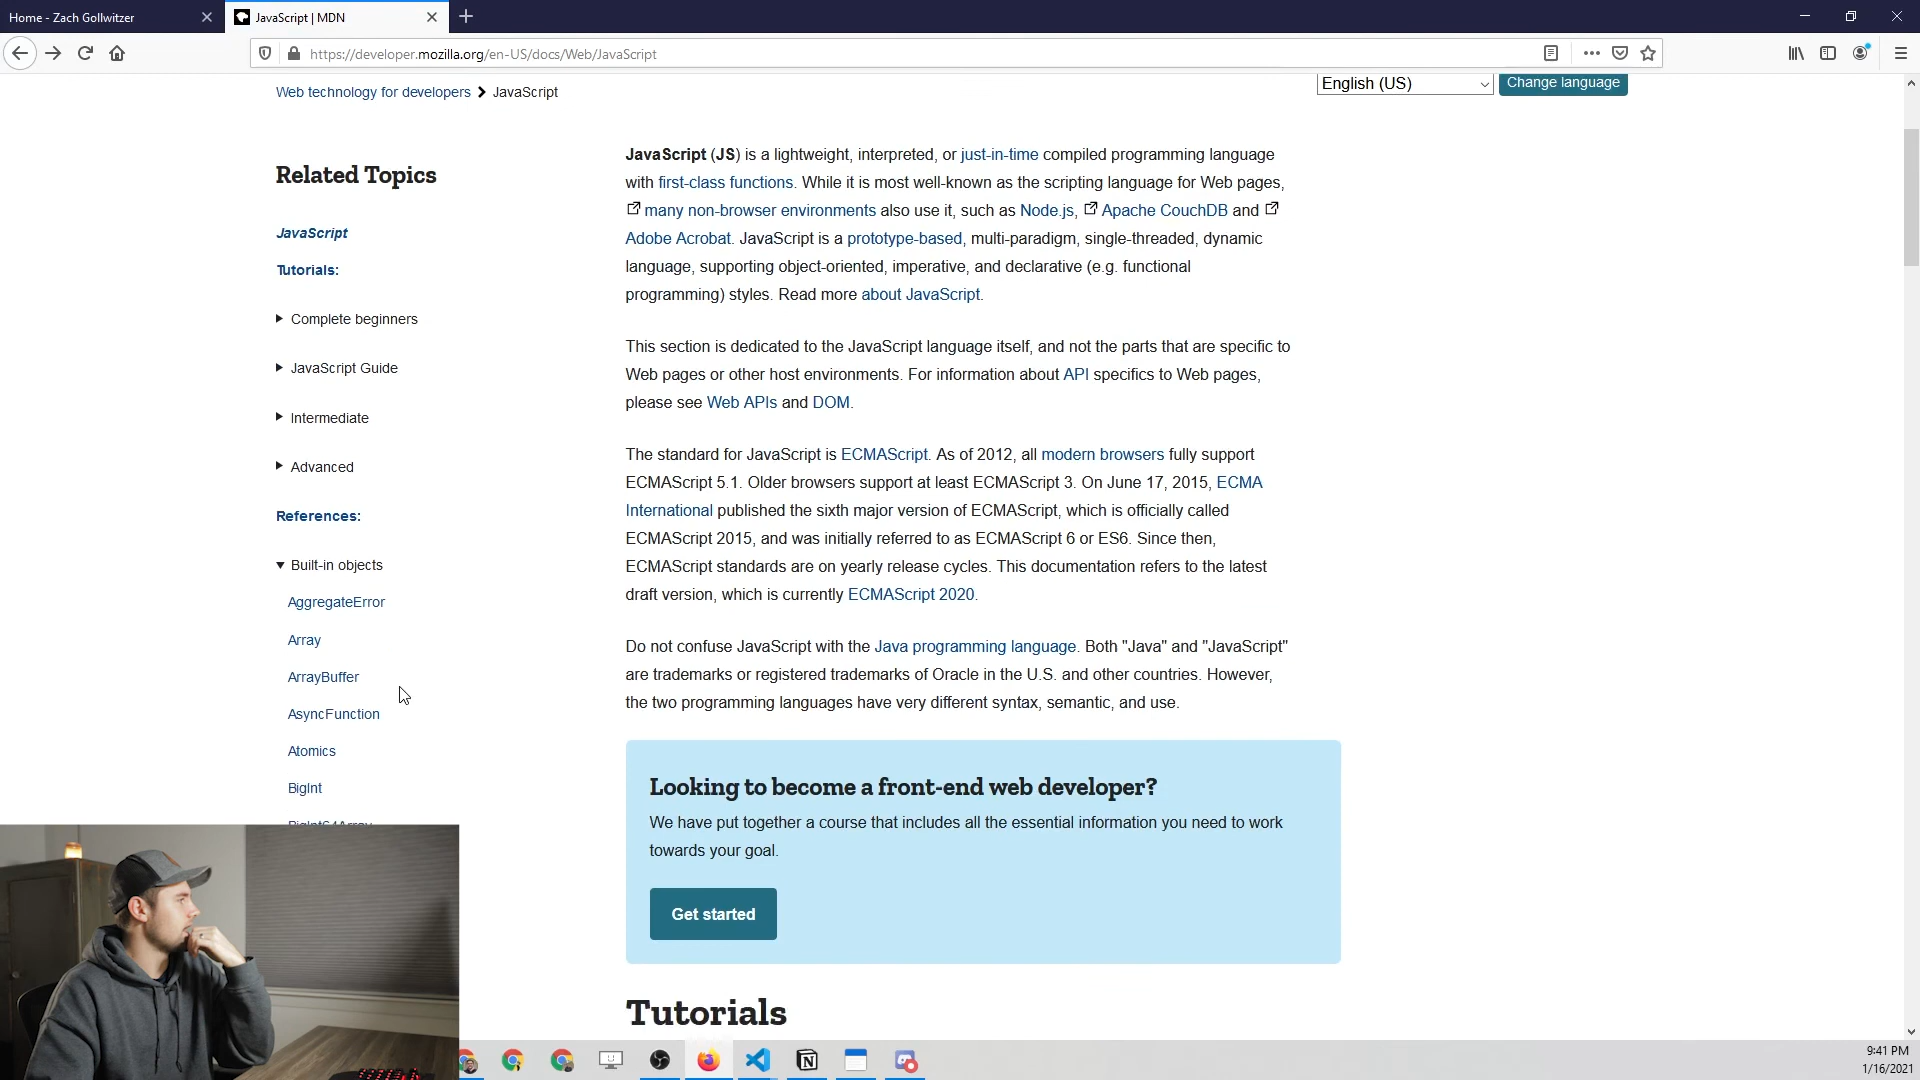 Home - Zach Gollwitzer
JavaScript | MDN
https://developer.mozilla.org/en-US/docs/Web/JavaScript
Web technology for developers
JavaScript
English (US)
Change language
Related Topics
JavaScript
Tutorials:
Complete beginners
JavaScript Guide
Intermediate
Advanced
References:
Built-in objects
AggregateError
Array
ArrayBuffer
AsyncFunction
Atomics
BigInt
BigInt64Array
JavaScript (JS) is a lightweight, interpreted, or just-in-time compiled programming language
with first-class functions. While it is most well-known as the scripting language for Web pages,
many non-browser environments also use it, such as Node.js, Apache CouchDB and
Adobe Acrobat. JavaScript is a prototype-based, multi-paradigm, single-threaded, dynamic
language, supporting object-oriented, imperative, and declarative (e.g. functional
programming) styles. Read more about JavaScript.
This section is dedicated to the JavaScript language itself, and not the parts that are specific to
Web pages or other host environments. For information about API specifics to Web pages,
please see Web APIs and DOM.
The standard for JavaScript is ECMAScript. As of 2012, all modern browsers fully support
ECMAScript 5.1. Older browsers support at least ECMAScript 3. On June 17, 2015, ECMA
International published the sixth major version of ECMAScript, which is officially called
ECMAScript 2015, and was initially referred to as ECMAScript 6 or ES6. Since then,
ECMAScript standards are on yearly release cycles. This documentation refers to the latest
draft version, which is currently ECMAScript 2020.
Do not confuse JavaScript with the Java programming language. Both "Java" and "JavaScript"
are trademarks or registered trademarks of Oracle in the U.S. and other countries. However,
the two programming languages have very different syntax, semantic, and use.
Looking to become a front-end web developer?
We have put together a course that includes all the essential information you need to work
towards your goal.
Get started
Tutorials
9:41 PM
1/16/2021